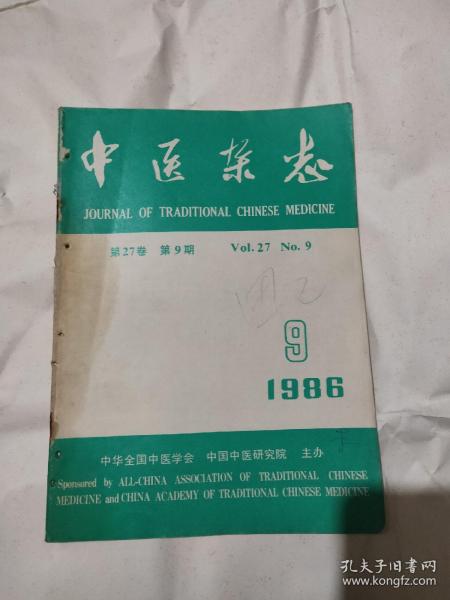 中医杂志
JOURNAL OF TRADITIONAL CHINESE MEDICINE
第27卷 第9期 Vol.27 No.9
9
1986
中华全国中医学会 中国中医研究院 主办
Sponsored by ALL-CHINA ASSOCIATION OF TRADITIONAL CHINESE
MEDICINE and CHINA ACADEMY OF TRADITIONAL CHINESE MEDICINE
孔夫子旧书网
www.kongfz.com